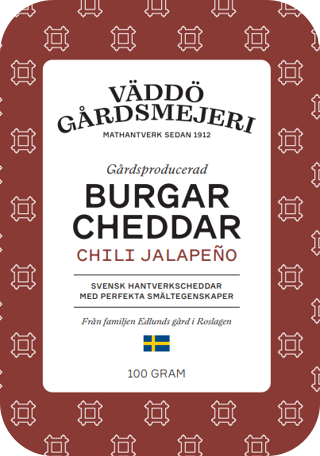 VÄDDÖ
GÅRDSMEJERI
MATHANTVERK SEDAN 1912
Gårdsproducerad
BURGAR
CHEDDAR
CHILI JALAPEÑO
SVENSK HANTVERKSCHEDDAR
MED PERFEKTA SMÄLTEGENSKAPER
Från familjen Edlunds gård i Roslagen
100 GRAM